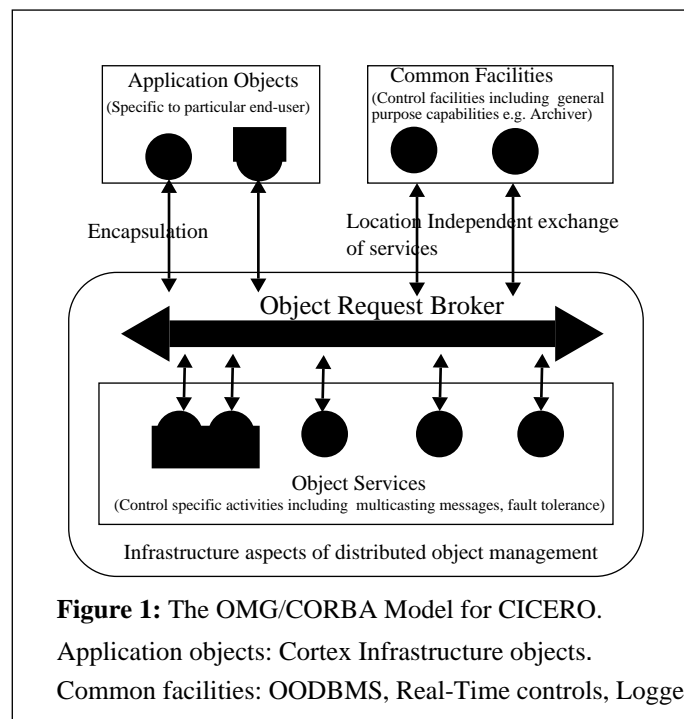 Application Objects
(Specific to particular end-user)
Common Facilities
(Control facilities including general
purpose capabilities e.g. Archiver)
Encapsulation
Location Independent exchange
of services
Object Request Broker
Object Services
(Control specific activities including multicasting messages, fault tolerance)
Infrastructure aspects of distributed object management
Figure 1: The OMG/CORBA Model for CICERO.
Application objects: Cortex Infrastructure objects.
Common facilities: OODBMS, Real-Time controls, Logge